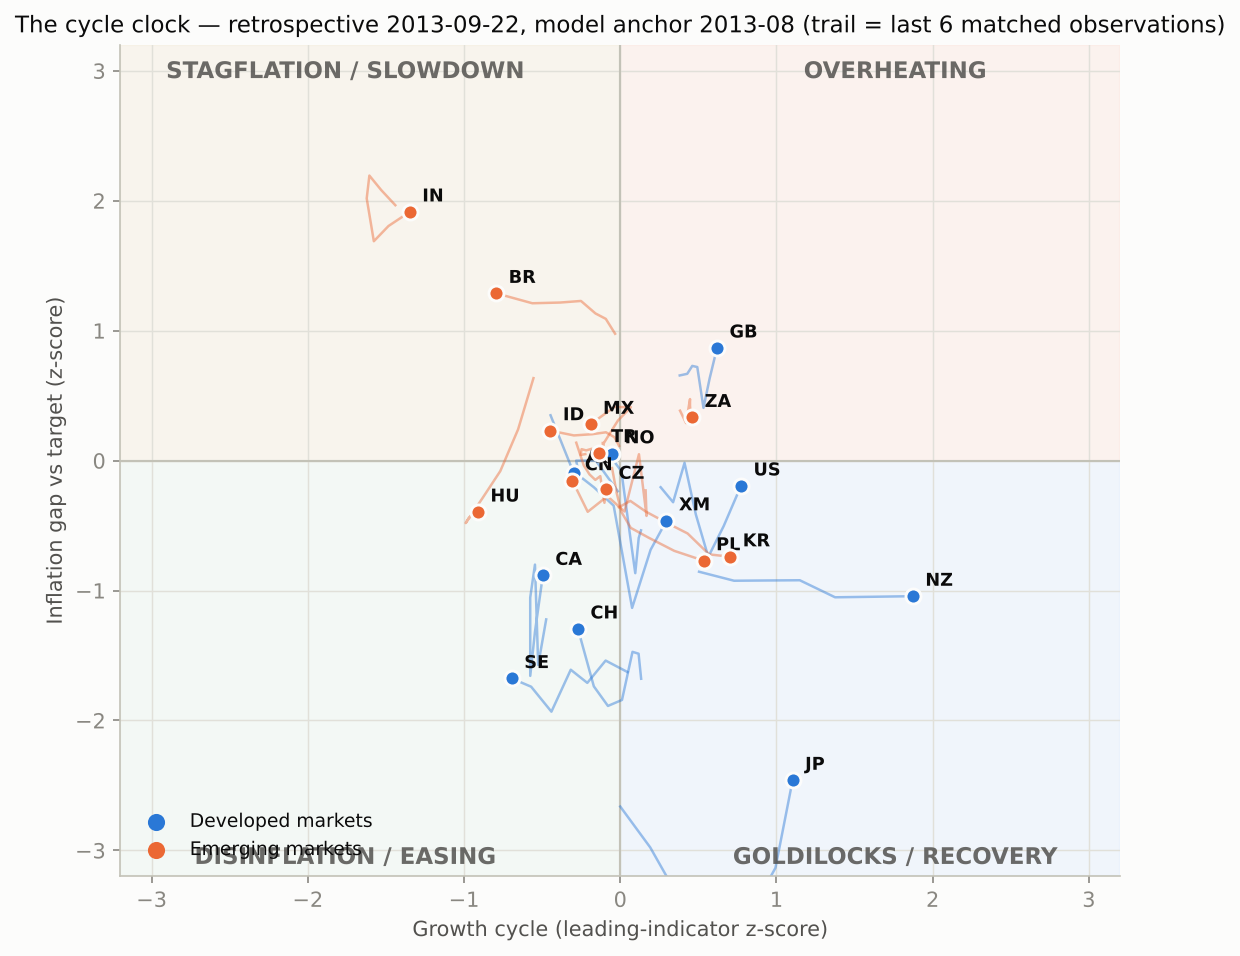 The cycle clock — retrospective 2013-09-22, model anchor 2013-08 (trail = last 6 matched observations)
STAGFLATION / SLOWDOWN
OVERHEATING
IN
BR
GB
ZA
ID
MX
TR
NO
CN
CZ
US
HU
XM
PL
KR
CA
NZ
CH
SE
JP
Developed markets
Emerging markets
DISINFLATION / EASING
GOLDILOCKS / RECOVERY
3
2
1
0
−1
−2
−3
−3
−2
−1
0
1
2
3
Growth cycle (leading-indicator z-score)
Inflation gap vs target (z-score)